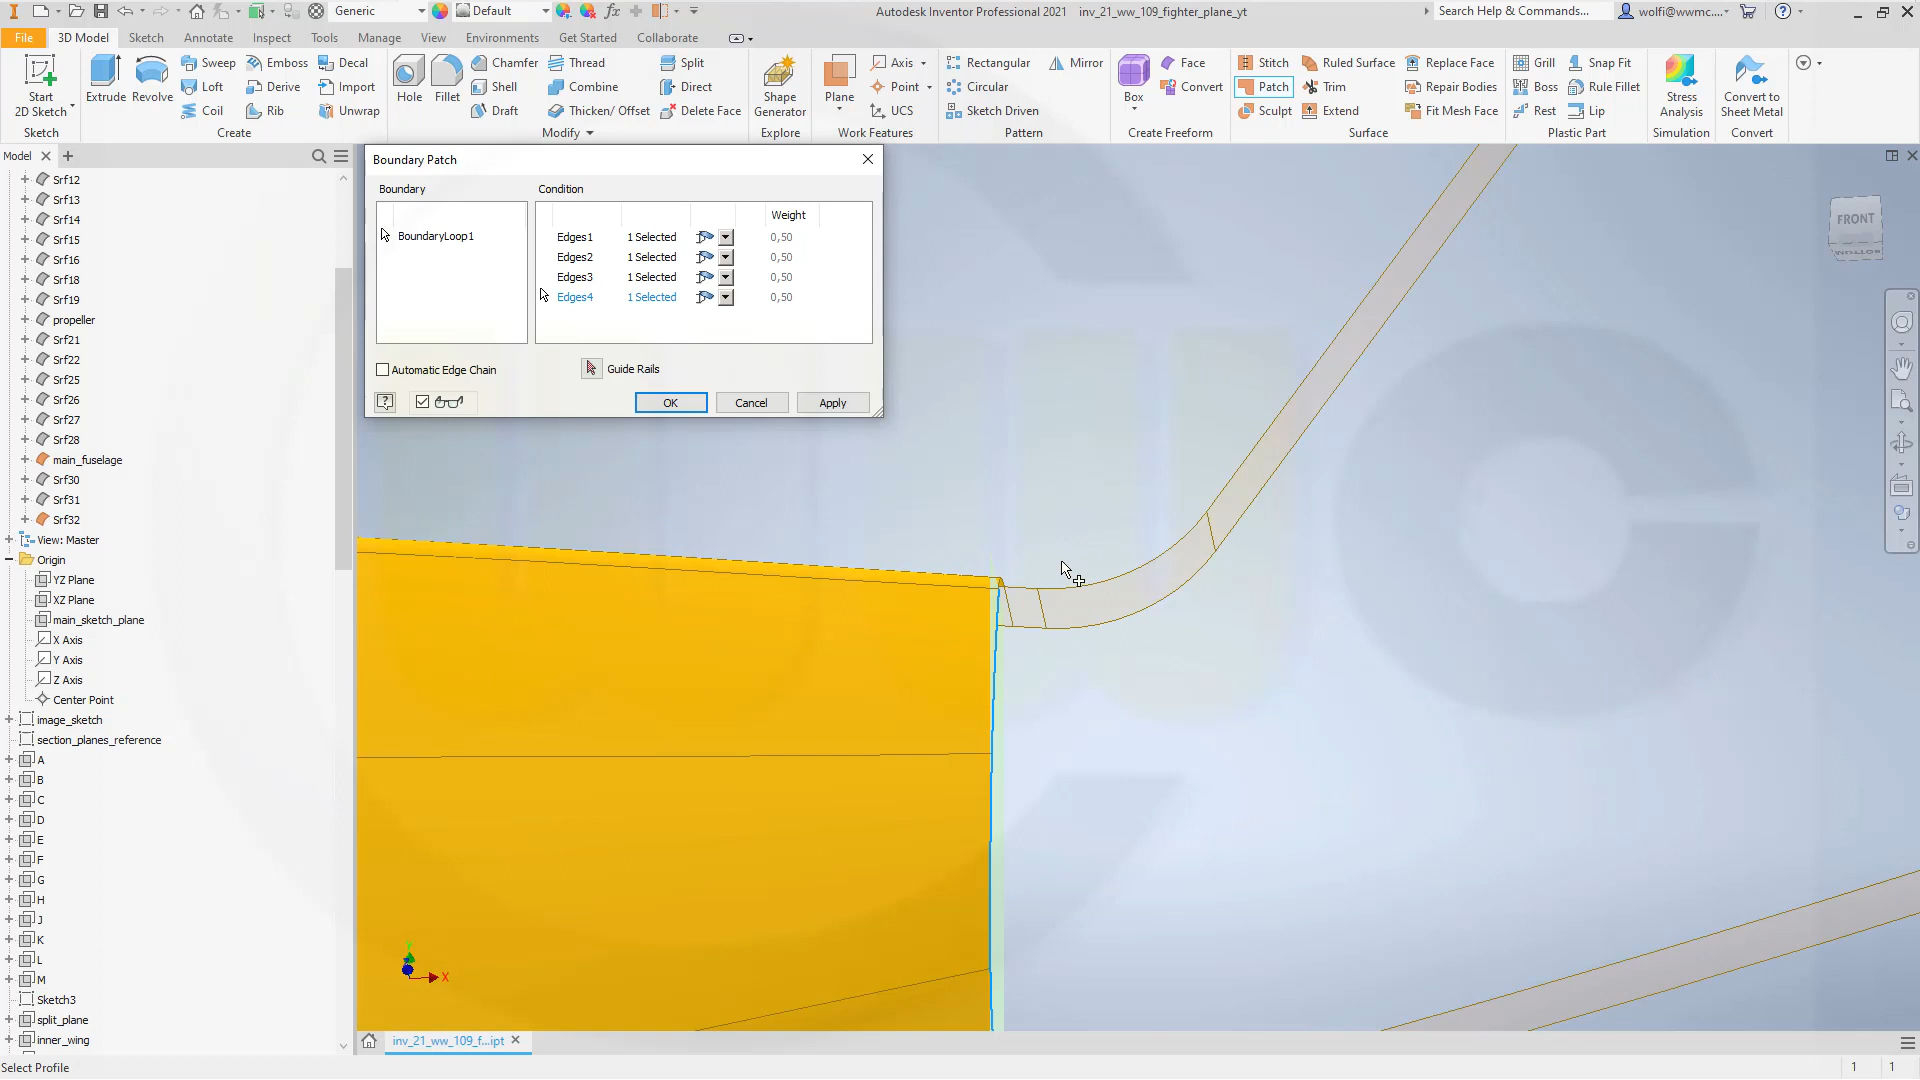 Generic
Default
fx
Autodesk Inventor Professional 2021 inv_21_ww_109_fighter_plane_yt
Search Help & Commands...
wolfi@wwmc....
File 3D Model Sketch Annotate Inspect Tools Manage View Environments Get Started Collaborate
Start
2D Sketch
Sketch
Extrude
Revolve
Sweep
Loft
Coil
Emboss
Derive
Rib
Decal
Import
Unwrap
Create
Hole
Fillet
Chamfer
Shell
Draft
Thread
Combine
Thicken/ Offset
Split
Direct
Delete Face
Modify
Shape
Generator
Explore
Plane
Axis
Point
UCS
Work Features
Rectangular
Circular
Sketch Driven
Mirror
Pattern
Box
Face
Convert
Create Freeform
Stitch
Patch
Sculpt
Ruled Surface
Trim
Extend
Replace Face
Repair Bodies
Fit Mesh Face
Surface
Grill
Boss
Rest
Snap Fit
Rule Fillet
Lip
Plastic Part
Stress
Analysis
Simulation
Convert to
Sheet Metal
Convert
Model
Srf12
Srf13
Srf14
Srf15
Srf16
Srf18
Srf19
propeller
Srf21
Srf22
Srf25
Srf26
Srf27
Srf28
main_fuselage
Srf30
Srf31
Srf32
View: Master
Origin
YZ Plane
XZ Plane
main_sketch_plane
X Axis
Y Axis
Z Axis
Center Point
image_sketch
section_planes_reference
A
B
C
D
E
F
G
H
J
K
L
M
Sketch3
split_plane
inner_wing
Boundary Patch
Boundary
BoundaryLoop1
Condition
Weight
Edges1 1 Selected 0,50
Edges2 1 Selected 0,50
Edges3 1 Selected 0,50
Edges4 1 Selected 0,50
Automatic Edge Chain
Guide Rails
OK Cancel Apply
FRONT
BOTTOM
Y
X
inv_21_ww_109_f...ipt
Select Profile
1 1